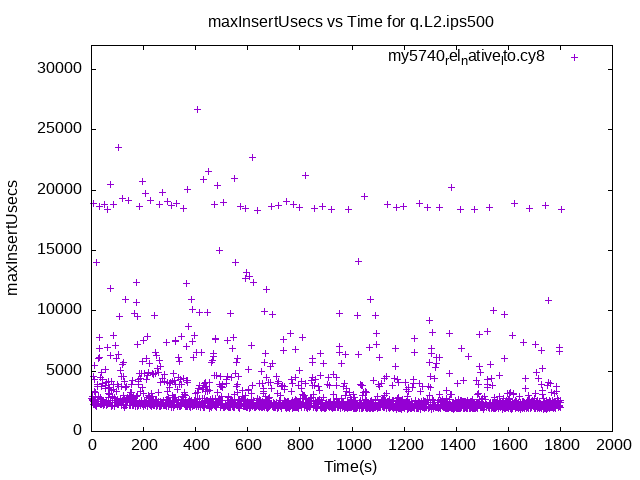 maxInsertUsecs vs Time for q.L2.ips500
my5740relnativelto.cy8
maxInsertUsecs
30000
25000
20000
15000
10000
5000
0
0 200 400 600 800 1000 1200 1400 1600 1800 2000
Time(s)